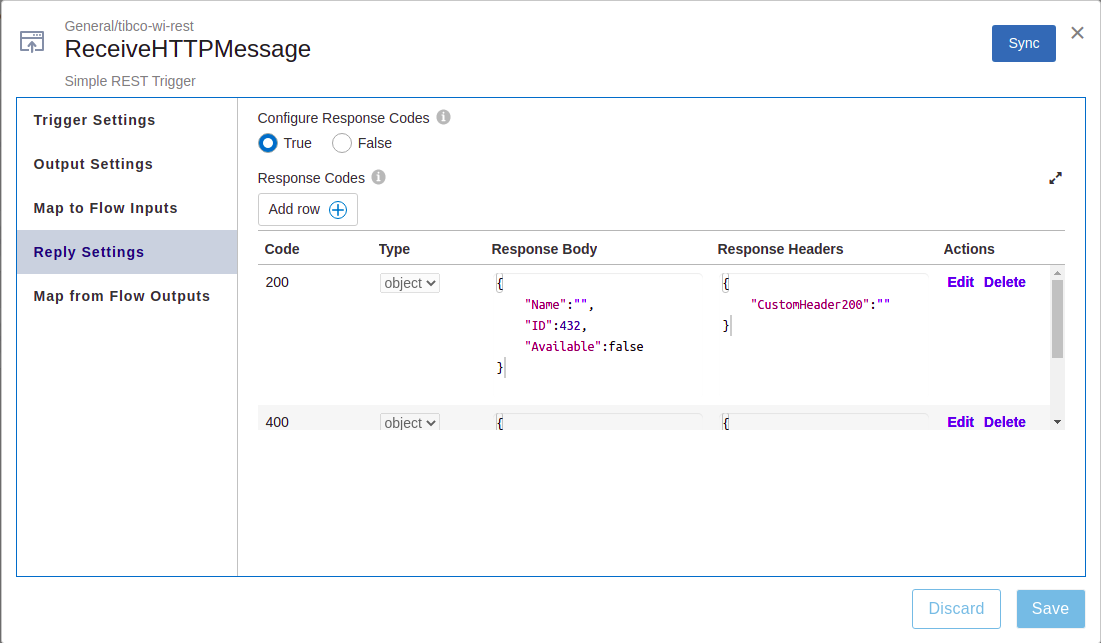 General/tibco-wi-rest
ReceiveHTTPMessage
Simple REST Trigger
Sync
Trigger Settings
Output Settings
Map to Flow Inputs
Reply Settings
Map from Flow Outputs
Configure Response Codes
True False
Response Codes
Add row
Code Type Response Body Response Headers Actions
200 object { { Edit Delete
"Name":"", "CustomHeader200":""
"ID":432, }
"Available":false
}
400 object { { Edit Delete
Discard Save